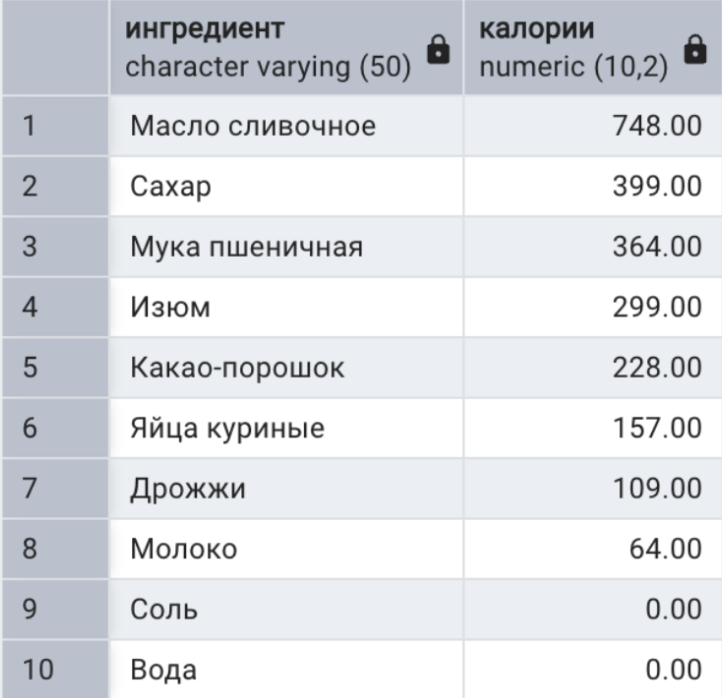 ингредиент калории
character varying (50) numeric (10,2)
1 Масло сливочное 748.00
2 Сахар 399.00
3 Мука пшеничная 364.00
4 Изюм 299.00
5 Какао-порошок 228.00
6 Яйца куриные 157.00
7 Дрожжи 109.00
8 Молоко 64.00
9 Соль 0.00
10 Вода 0.00